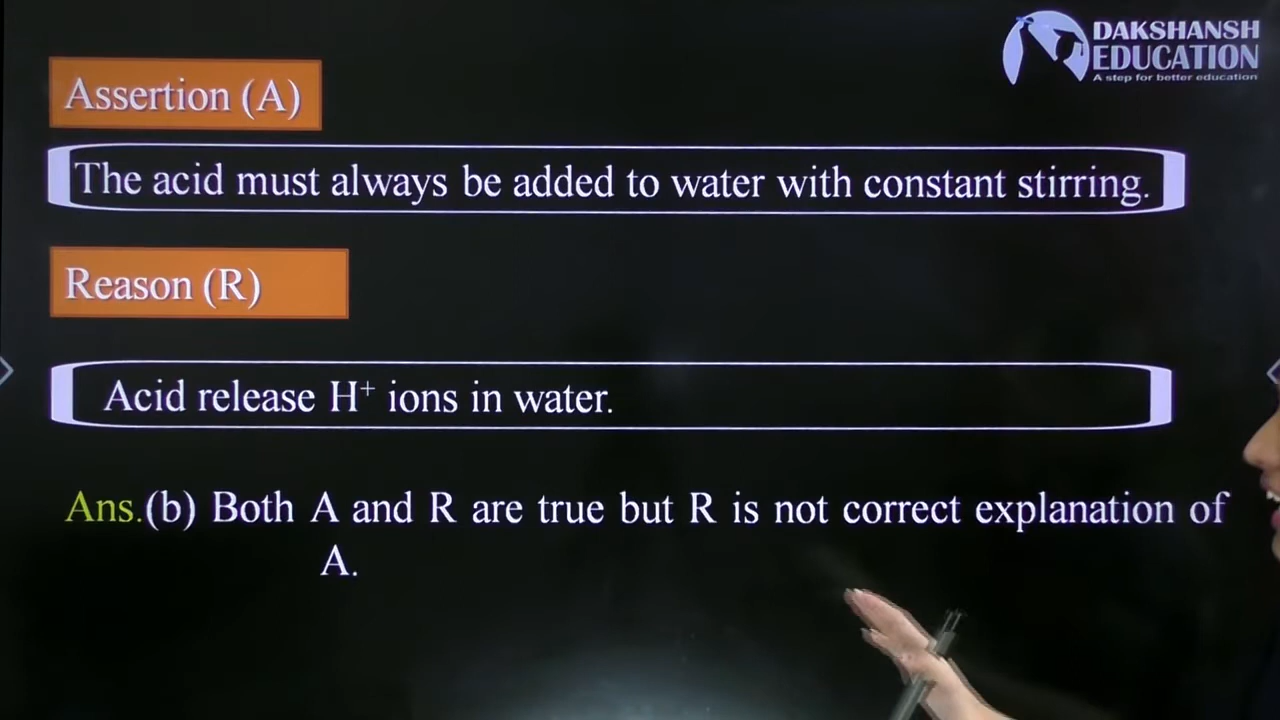 DAKSHANSH
EDUCATION
A step for better education
Assertion (A)
The acid must always be added to water with constant stirring.
Reason (R)
Acid release H⁺ ions in water.
Ans.(b) Both A and R are true but R is not correct explanation of
A.